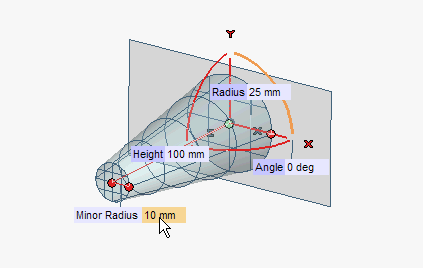 Y
Radius 25 mm
Z
X
X
Height 100 mm
Angle 0 deg
Minor Radius 10 mm